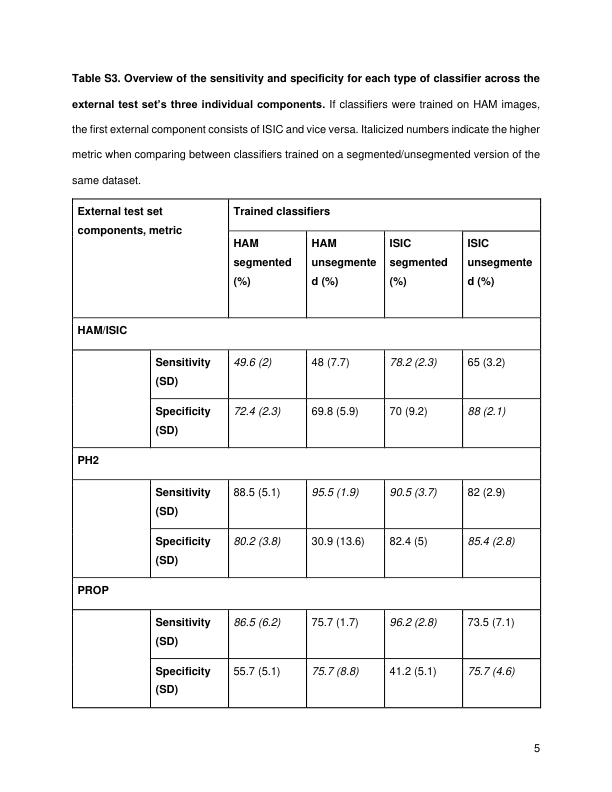 Table S3. Overview of the sensitivity and specificity for each type of classifier across the
external test set’s three individual components. If classifiers were trained on HAM images,
the first external component consists of ISIC and vice versa. Italicized numbers indicate the higher
metric when comparing between classifiers trained on a segmented/unsegmented version of the
same dataset.
External test set
components, metric
Trained classifiers
HAM
segmented
(%)
HAM
unsegmente
d (%)
ISIC
segmented
(%)
ISIC
unsegmente
d (%)
HAM/ISIC
Sensitivity
(SD)
49.6 (2)
48 (7.7)
78.2 (2.3)
65 (3.2)
Specificity
(SD)
72.4 (2.3)
69.8 (5.9)
70 (9.2)
88 (2.1)
PH2
Sensitivity
(SD)
88.5 (5.1)
95.5 (1.9)
90.5 (3.7)
82 (2.9)
Specificity
(SD)
80.2 (3.8)
30.9 (13.6)
82.4 (5)
85.4 (2.8)
PROP
Sensitivity
(SD)
86.5 (6.2)
75.7 (1.7)
96.2 (2.8)
73.5 (7.1)
Specificity
(SD)
55.7 (5.1)
75.7 (8.8)
41.2 (5.1)
75.7 (4.6)
5